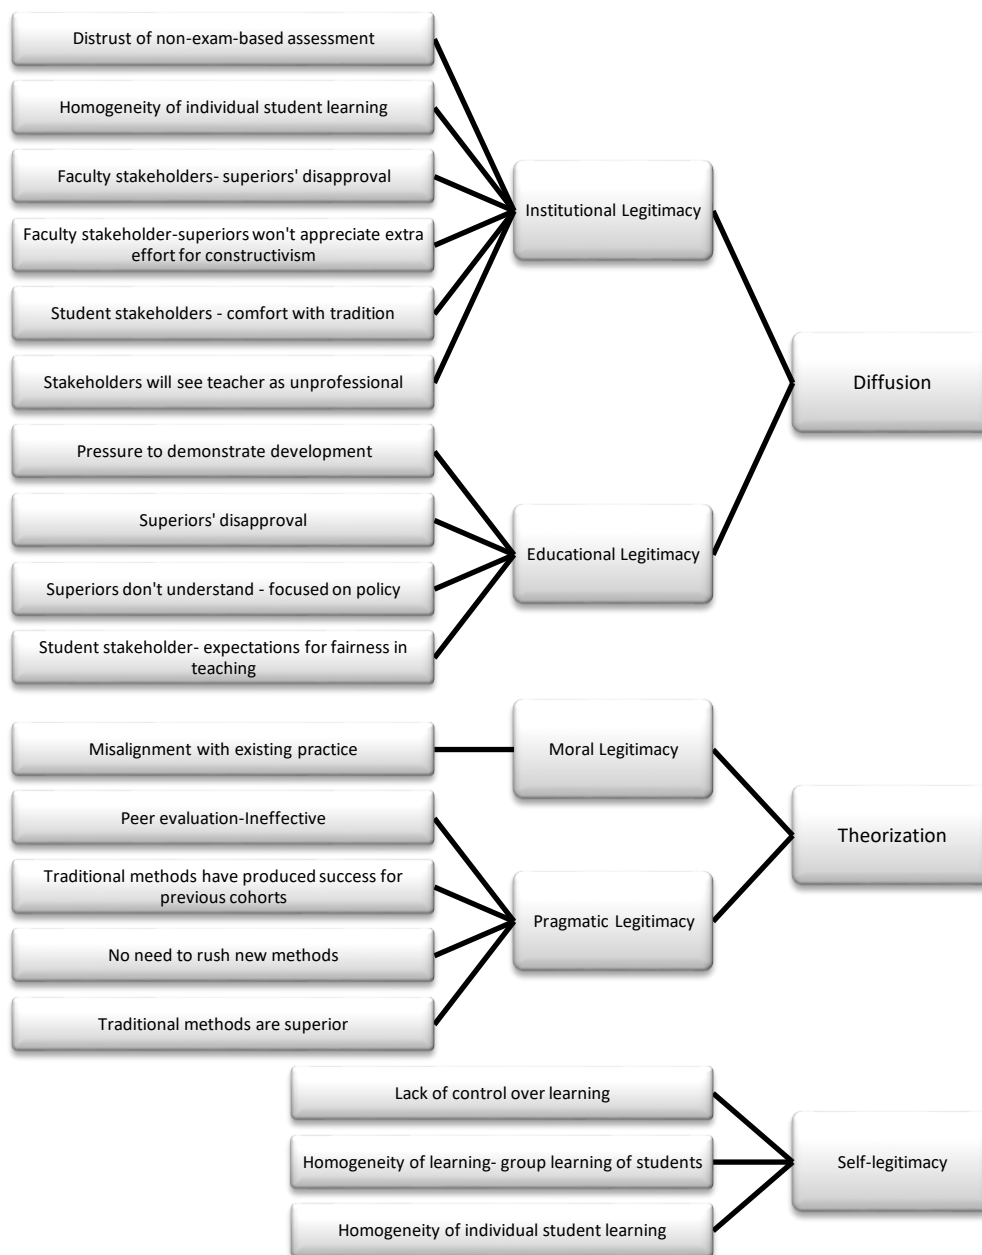 Distrust of non-exam-based assessment
Homogeneity of individual student learning
Faculty stakeholders- superiors' disapproval
Faculty stakeholder-superiors won't appreciate extra
effort for constructivism
Student stakeholders - comfort with tradition
Stakeholders will see teacher as unprofessional
Institutional Legitimacy
Pressure to demonstrate development
Superiors' disapproval
Superiors don't understand - focused on policy
Student stakeholder- expectations for fairness in
teaching
Educational Legitimacy
Diffusion
Misalignment with existing practice
Moral Legitimacy
Peer evaluation-Ineffective
Traditional methods have produced success for
previous cohorts
No need to rush new methods
Traditional methods are superior
Pragmatic Legitimacy
Theorization
Lack of control over learning
Homogeneity of learning- group learning of students
Homogeneity of individual student learning
Self-legitimacy